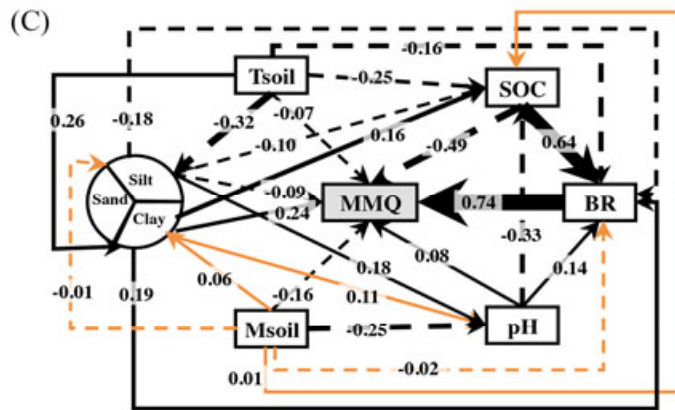 (C)
-0.16
Tsoil
-0.25
SOC
0.26
-0.18
-0.32
-0.07
-0.10
0.16
-0.49
0.64
Silt
Sand
Clay
-0.09
0.24
MMQ
0.74
BR
-0.33
0.18
0.08
0.14
-0.01
0.19
0.06
0.11
-0.16
Msoil
-0.25
pH
-0.02
0.01